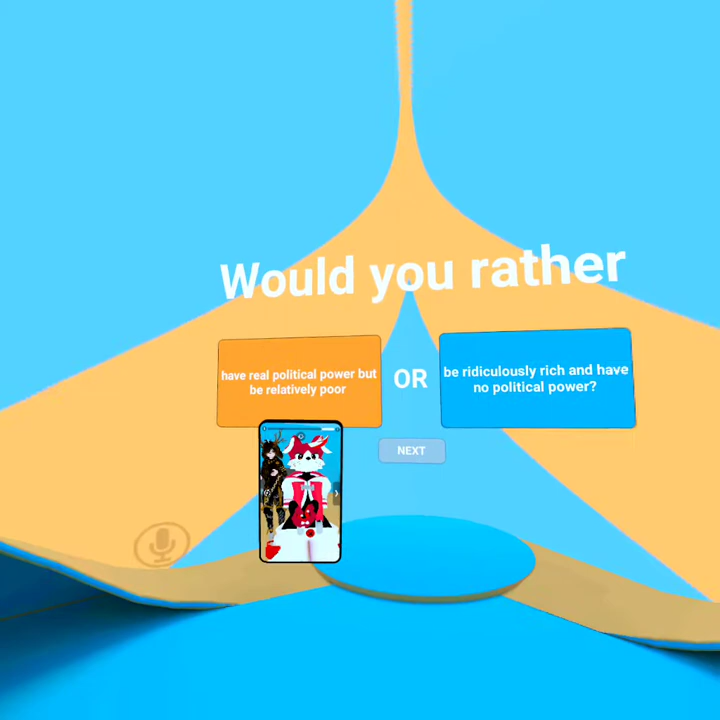 Would you rather
have real political power but
be relatively poor
OR
be ridiculously rich and have
no political power?
NEXT